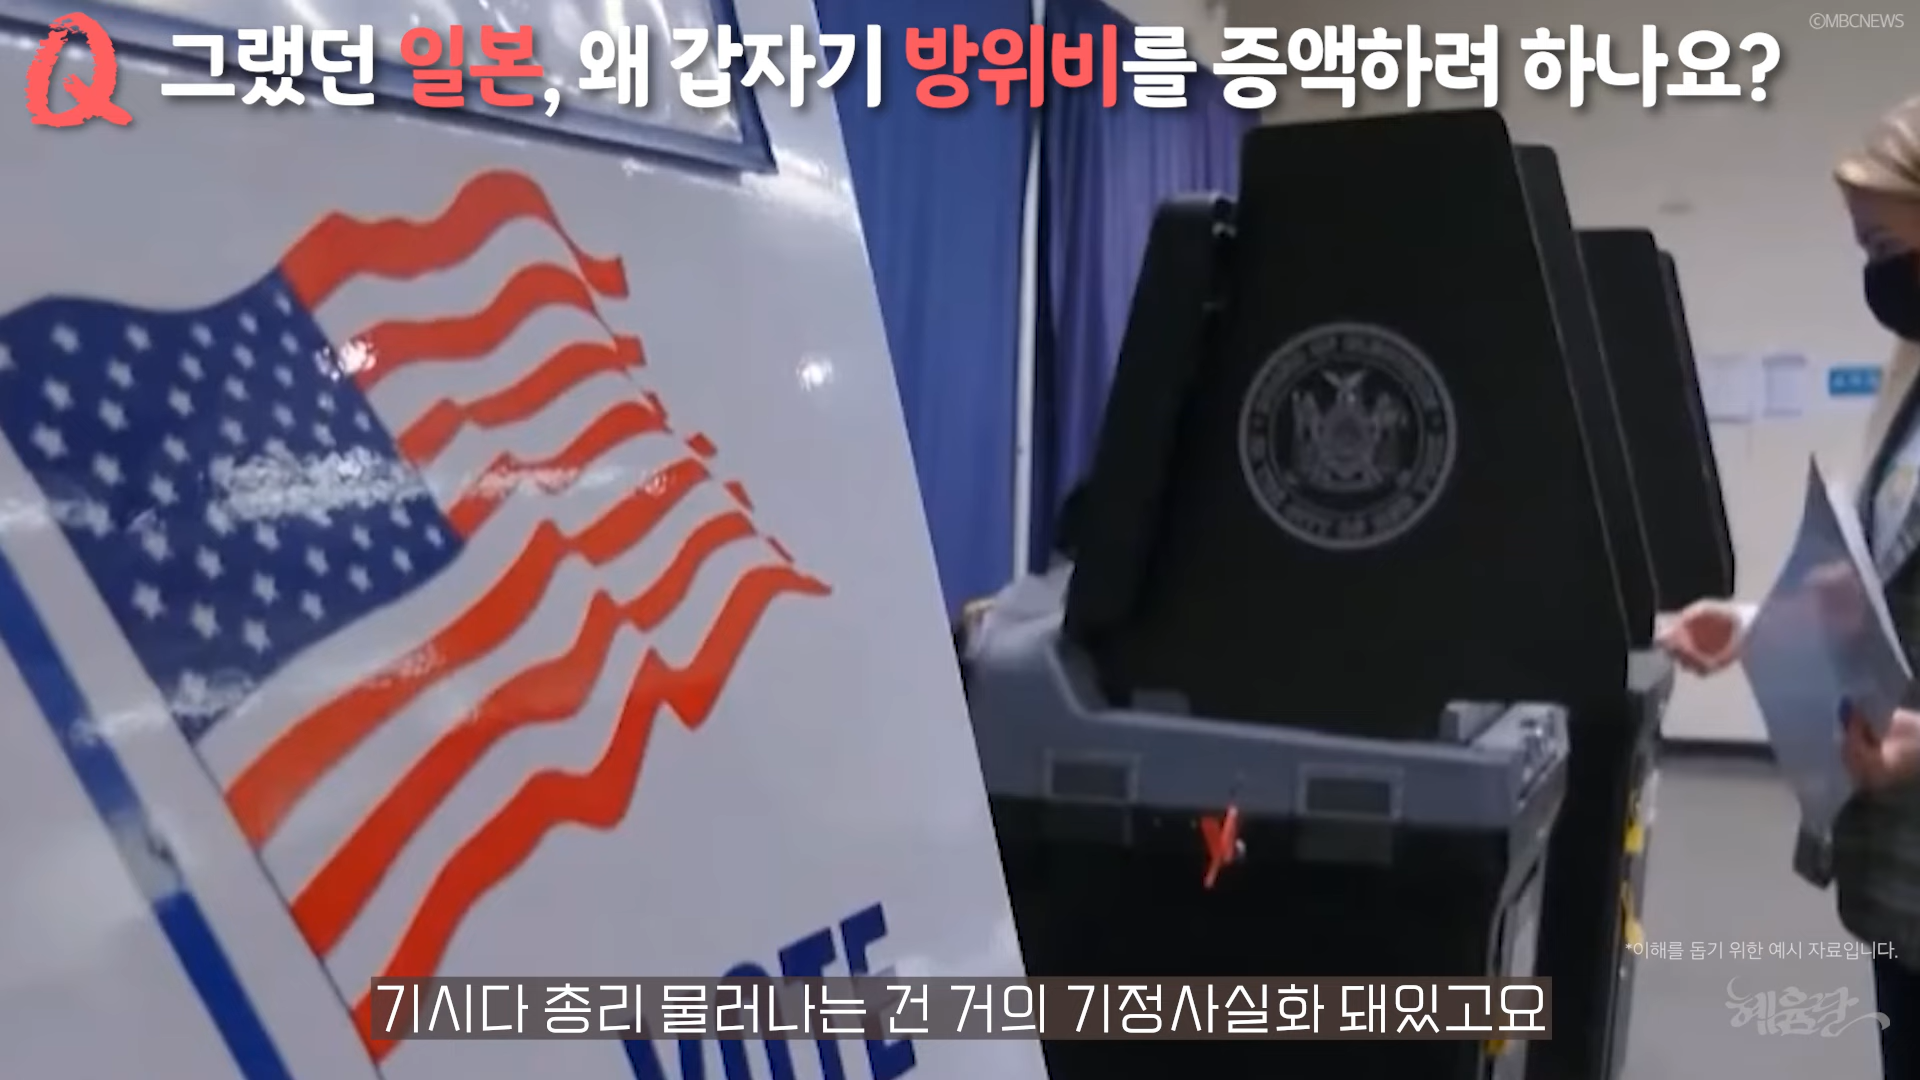 ©MBCNEWS
Q 그랬던 일본, 왜 갑자기 방위비를 증액하려 하나요?
VOTE
*이해를 돕기 위한 예시 자료입니다.
기시다 총리 물러나는 건 거의 기정사실화 돼있고요